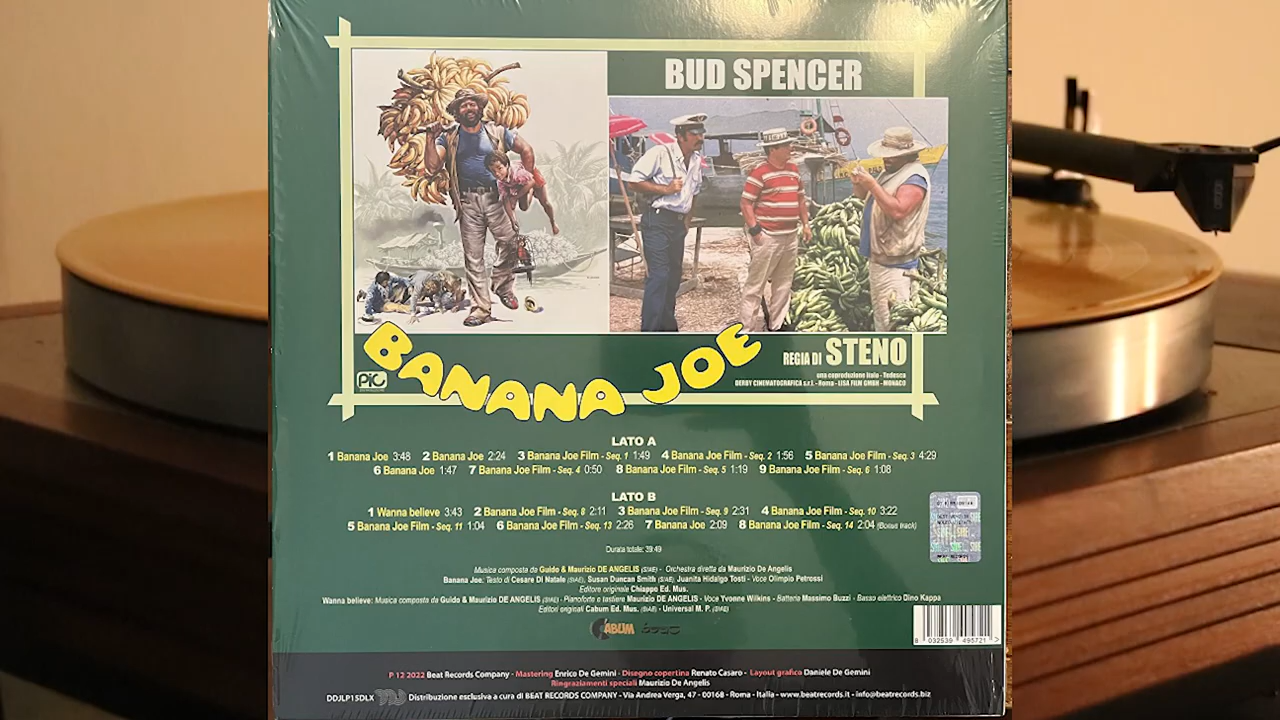 BUD SPENCER
REGIA DI STENO
una coproduzione Italo - Tedesca
DERBY CINEMATOGRAFICA s.r.l. - Roma - LISA FILM GMBH - MONACO
PIC
BANANA JOE
LATO A
1 Banana Joe 3:48 2 Banana Joe 2:24 3 Banana Joe Film - Seq. 1 1:49 4 Banana Joe Film - Seq. 2 1:56 5 Banana Joe Film - Seq. 3 4:29
6 Banana Joe 1:47 7 Banana Joe Film - Seq. 4 0:50 8 Banana Joe Film - Seq. 5 1:19 9 Banana Joe Film - Seq. 6 1:08
LATO B
1 Wanna believe 3:43 2 Banana Joe Film - Seq. 8 2:11 3 Banana Joe Film - Seq. 9 2:31 4 Banana Joe Film - Seq. 10 3:22
5 Banana Joe Film - Seq. 11 1:04 6 Banana Joe Film - Seq. 13 2:26 7 Banana Joe 2:09 8 Banana Joe Film - Seq. 14 2:04 (Bonus track)
Durata totale: 39:49
Musica composta da Guido & Maurizio DE ANGELIS (SIAE) - Orchestra diretta da Maurizio De Angelis
Banana Joe: Testo di Cesare Di Natale (SIAE), Susan Duncan Smith (SIAE), Juanita Hidalgo Tosti - Voce Olimpio Petrossi
Editore originale Chiappo Ed. Mus.
Wanna believe: Musica composta da Guido & Maurizio DE ANGELIS (SIAE) - Pianoforte e tastiere Maurizio DE ANGELIS - Voce Yvonne Wilkins - Batteria Massimo Buzzi - Basso elettrico Dino Kappa
Editori originali Cabum Ed. Mus. (SIAE) - Universal M. P. (SIAE)
CABUM beat
8 032539 495721 >
P 12 2022 Beat Records Company - Mastering Enrico De Gemini - Disegno copertina Renato Casaro - Layout grafico Daniele De Gemini
Ringraziamenti speciali Maurizio De Angelis
DDJLP15DLX DDJ Distribuzione esclusiva a cura di BEAT RECORDS COMPANY - Via Andrea Verga, 47 - 00168 - Roma - Italia - www.beatrecords.it - info@beatrecords.biz